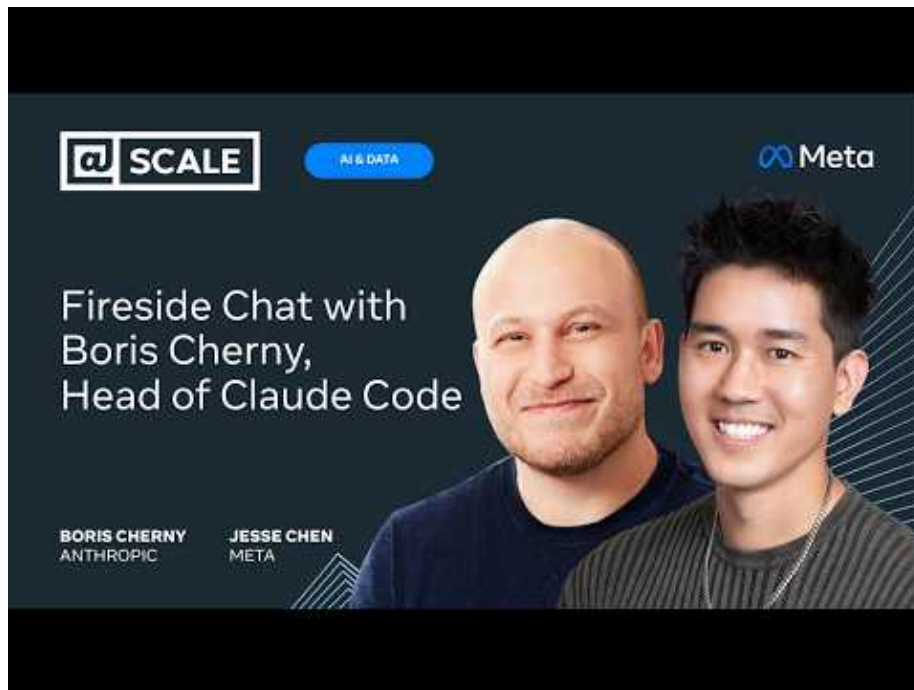 @SCALE
AI & DATA
Meta
Fireside Chat with
Boris Cherny,
Head of Claude Code
BORIS CHERNY
ANTHROPIC
JESSE CHEN
META